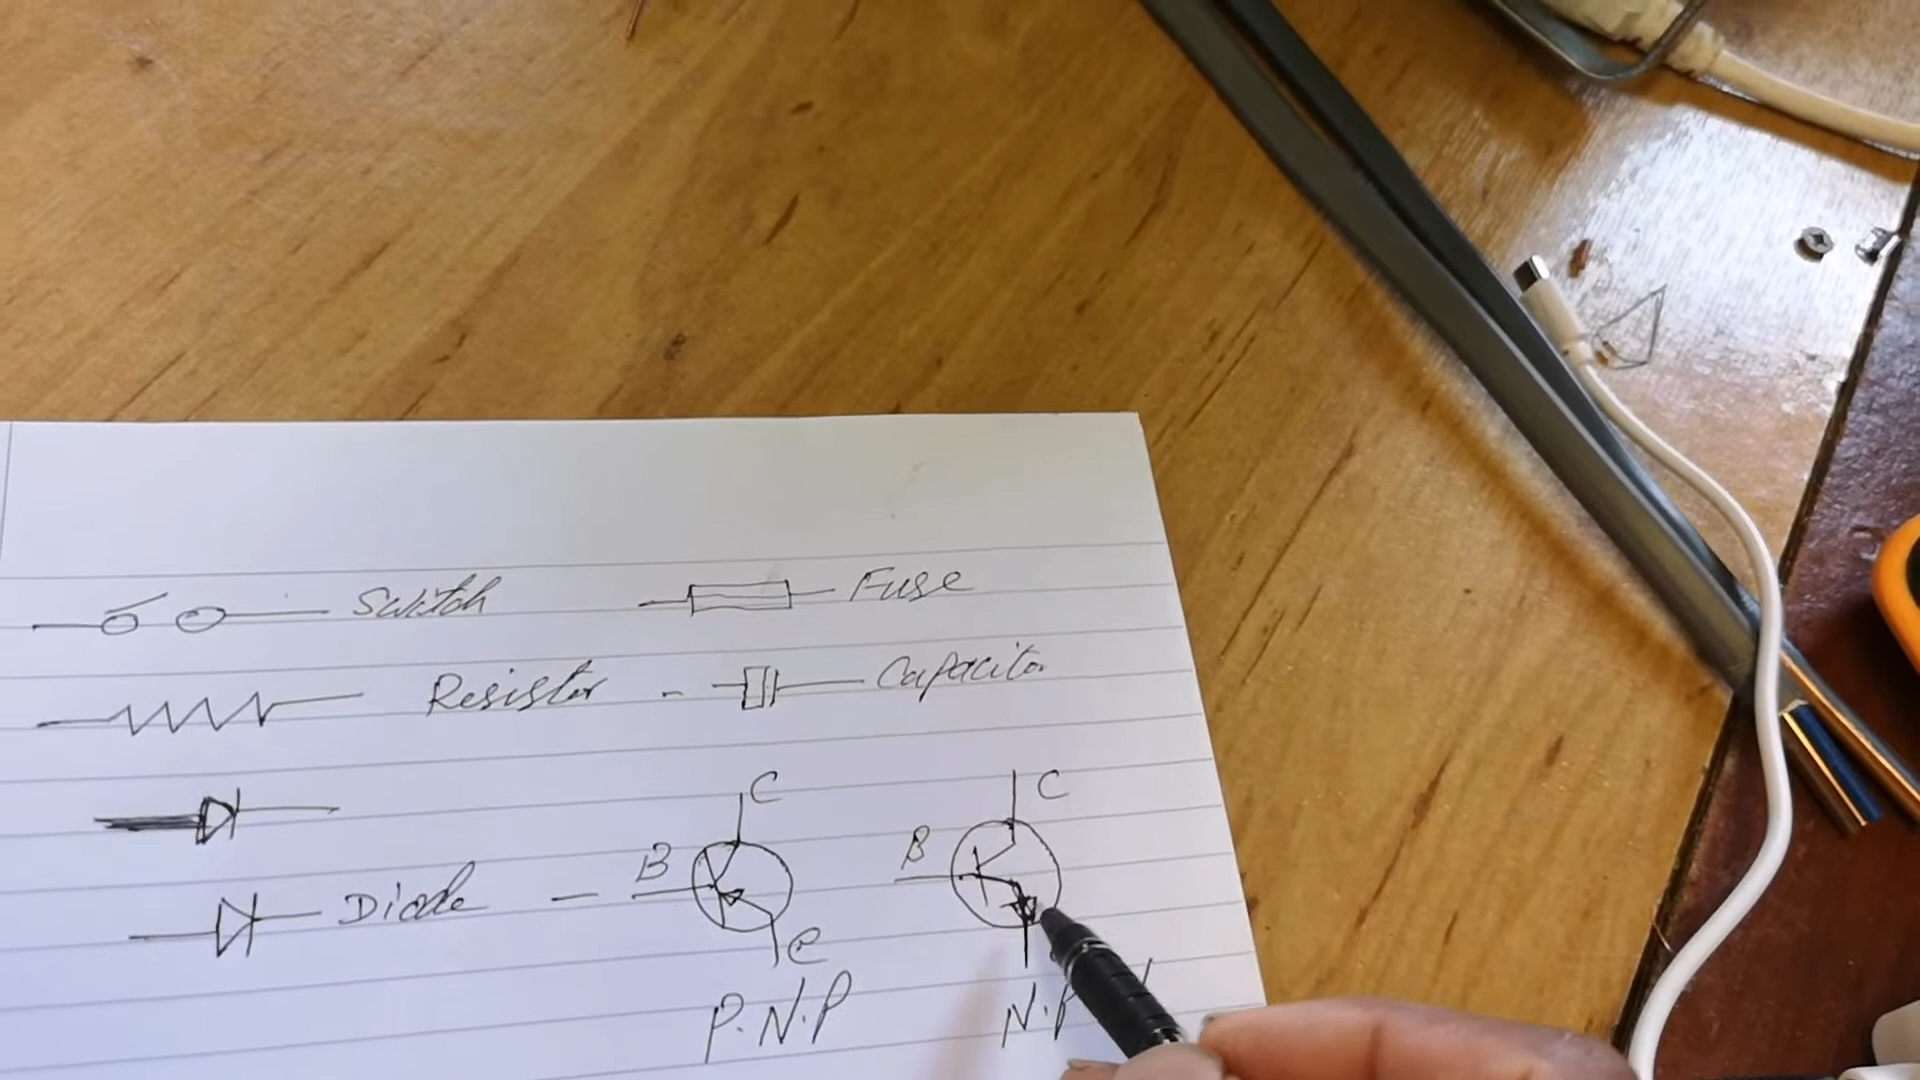 Switch Fuse
Resistor - Capacitor
C C
B B
Diode —
e
P.N.P N.P